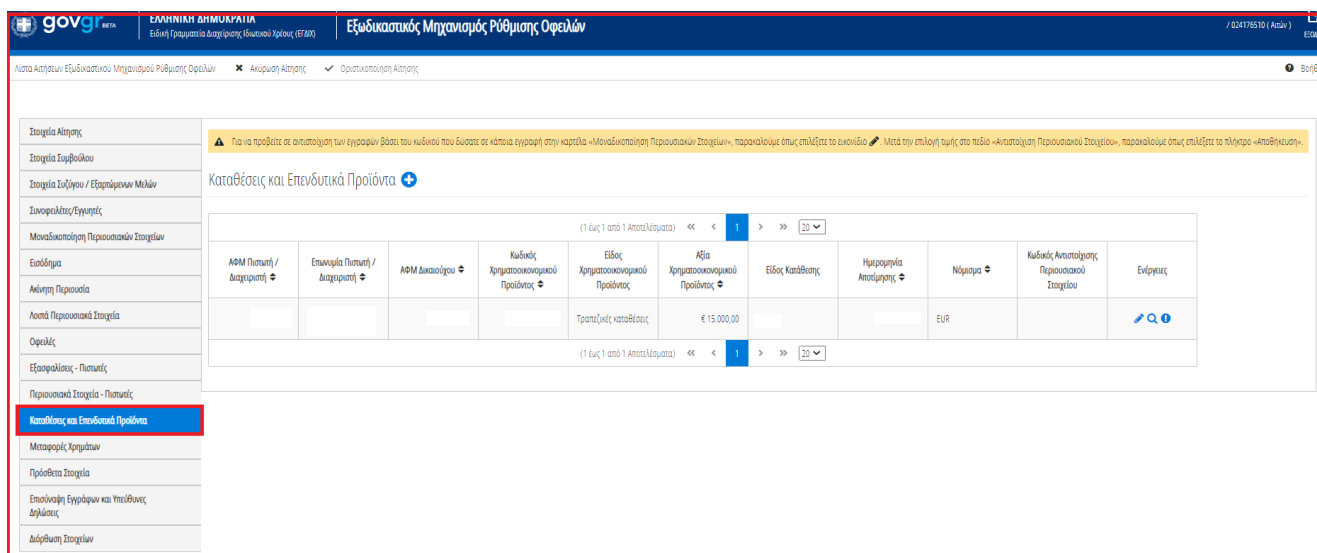 govgr BETA
ΕΛΛΗΝΙΚΗ ΔΗΜΟΚΡΑΤΙΑ
Ειδική Γραμματεία Διαχείρισης Ιδιωτικού Χρέους (ΕΓΔΙΧ)
Εξωδικαστικός Μηχανισμός Ρύθμισης Οφειλών
/ 024176510 ( Αιτών )
Λίστα Αιτήσεων Εξωδικαστικού Μηχανισμού Ρύθμισης Οφειλών Ακύρωση Αίτησης Οριστικοποίηση Αίτησης
Στοιχεία Αίτησης
Στοιχεία Συμβούλου
Στοιχεία Συζύγου / Εξαρτώμενων Μελών
Συνοφειλέτες/Εγγυητές
Μοναδικοποίηση Περιουσιακών Στοιχείων
Εισόδημα
Ακίνητη Περιουσία
Λοιπά Περιουσιακά Στοιχεία
Οφειλές
Εξασφαλίσεις - Πιστωτές
Περιουσιακά Στοιχεία - Πιστωτές
Καταθέσεις και Επενδυτικά Προϊόντα
Μεταφορές Χρημάτων
Πρόσθετα Στοιχεία
Επισύναψη Εγγράφων και Υπεύθυνες
Δηλώσεις
Διόρθωση Στοιχείων
Για να προβείτε σε αντιστοίχιση των εγγραφών βάσει του κωδικού που δώσατε σε κάποια εγγραφή στην καρτέλα «Μοναδικοποίηση Περιουσιακών Στοιχείων», παρακαλούμε όπως επιλέξετε το εικονίδιο . Μετά την επιλογή τιμής στο πεδίο «Αντιστοίχιση Περιουσιακού Στοιχείου», παρακαλούμε όπως επιλέξετε το πλήκτρο «Αποθήκευση».
Καταθέσεις και Επενδυτικά Προϊόντα
(1 έως 1 από 1 Αποτελέσματα) 1 20
ΑΦΜ Πιστωτή /
Διαχειριστή
Επωνυμία Πιστωτή /
Διαχειριστή
ΑΦΜ Δικαιούχου
Κωδικός
Χρηματοοικονομικού
Προϊόντος
Είδος
Χρηματοοικονομικού
Προϊόντος
Αξία
Χρηματοοικονομικού
Προϊόντος
Είδος Κατάθεσης
Ημερομηνία
Αποτίμησης
Νόμισμα
Κωδικός Αντιστοίχισης
Περιουσιακού
Στοιχείου
Ενέργειες
Τραπεζικές καταθέσεις € 15.000,00 EUR
(1 έως 1 από 1 Αποτελέσματα) 1 20